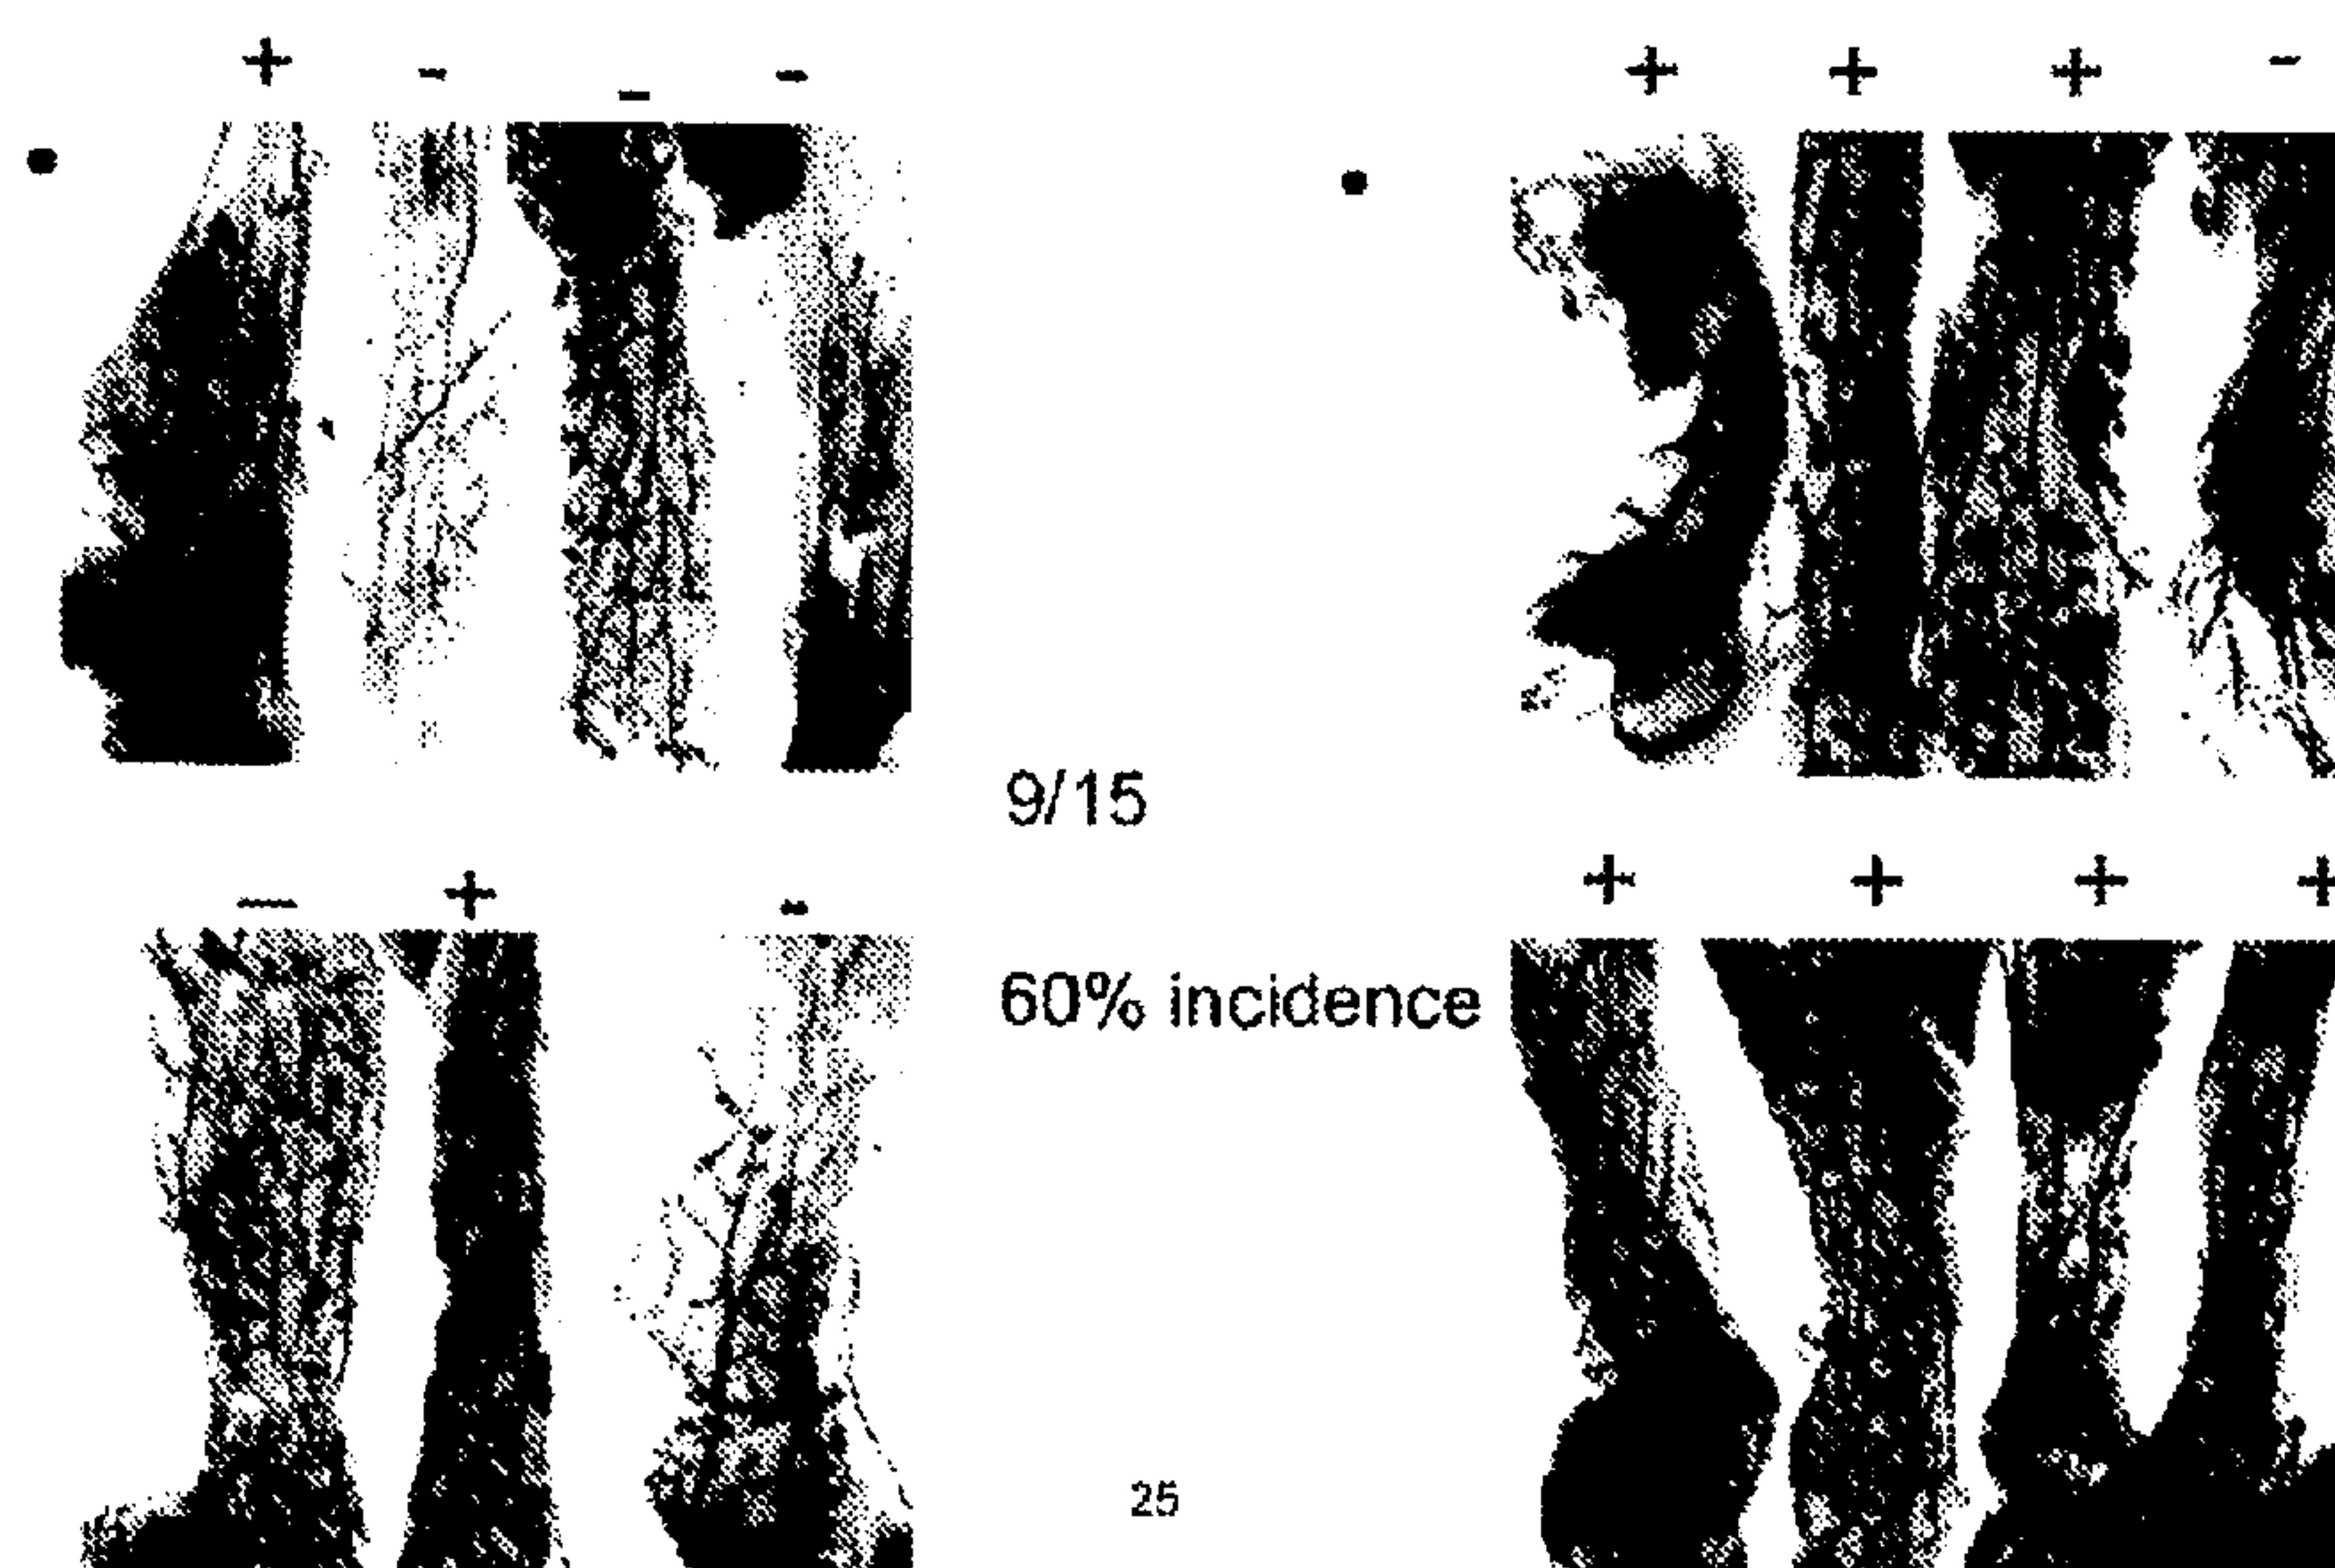 + - - -
+ + + -
9/15
− + -
+ + + +
60% incidence
25